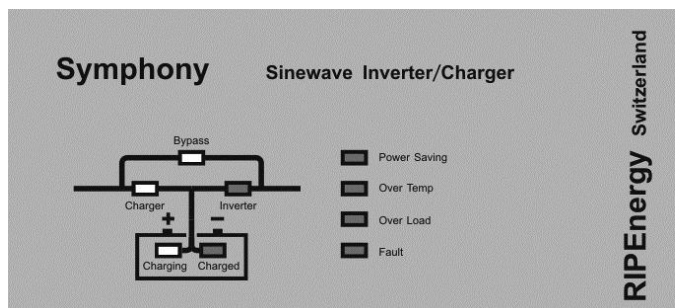 Symphony
Sinewave Inverter/Charger
RIPEnergy Switzerland
Bypass
Charger
Inverter
+
–
Charging
Charged
Power Saving
Over Temp
Over Load
Fault